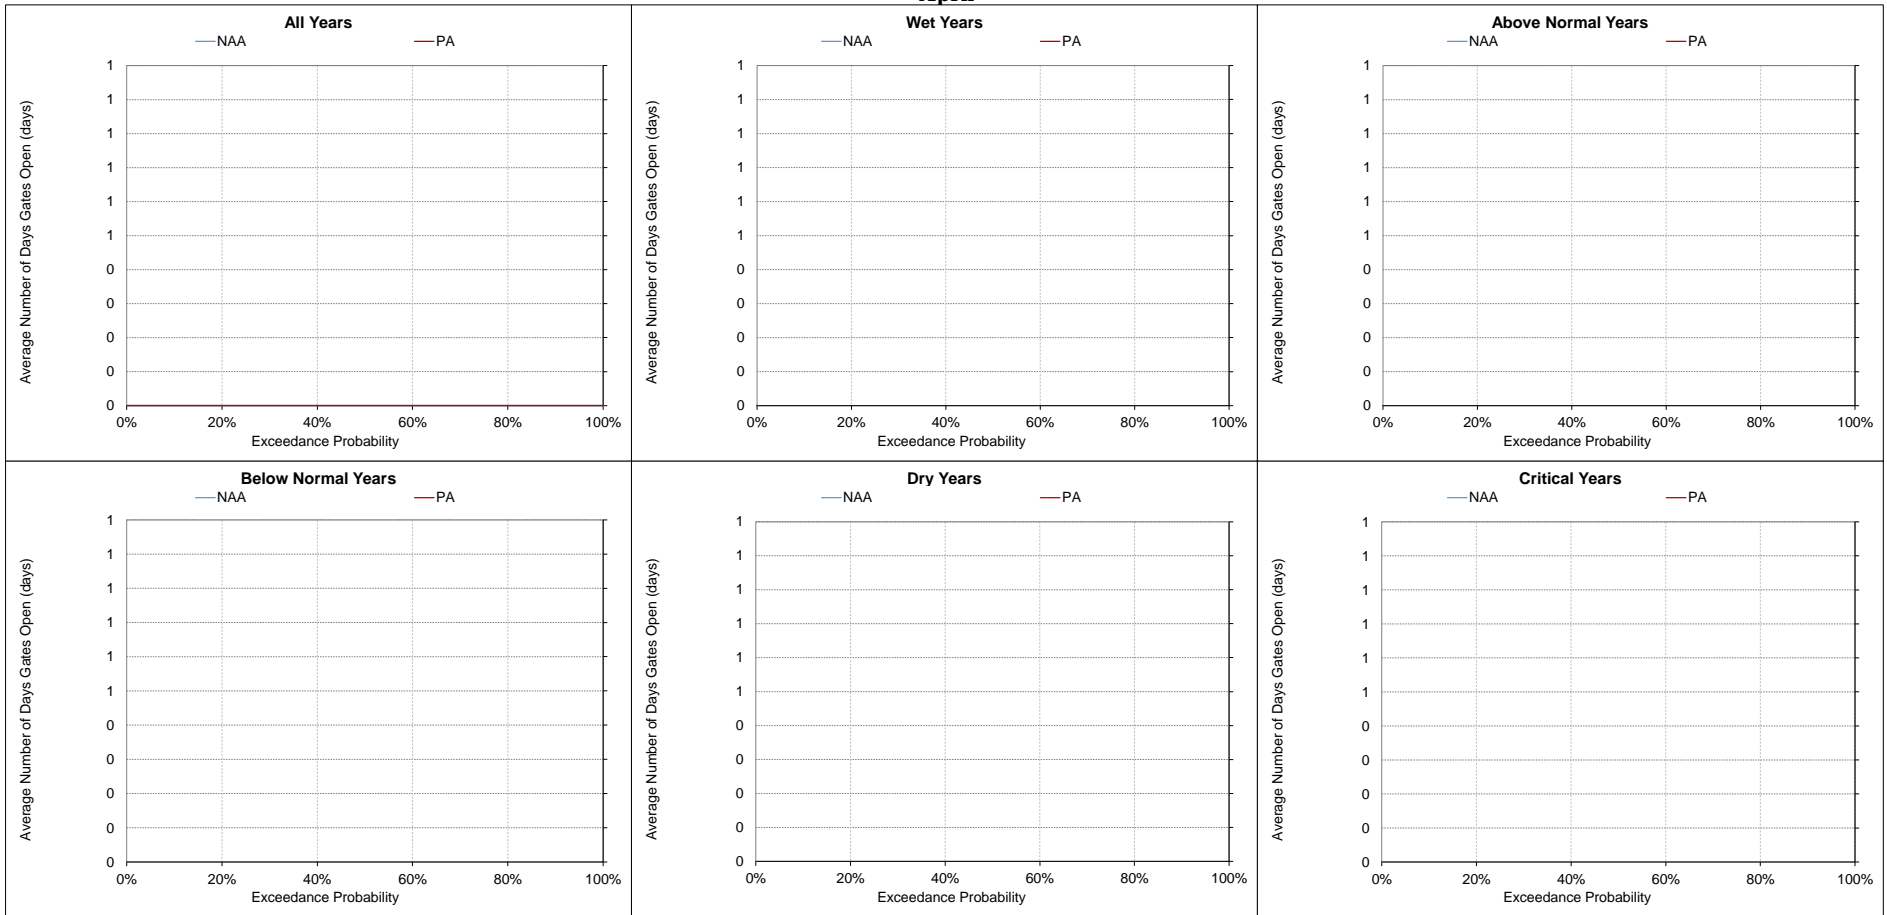 All Years
NAA PA
Average Number of Days Gates Open (days)
1
1
1
1
1
1
0
0
0
0
0
0% 20% 40% 60% 80% 100%
Exceedance Probability
Wet Years
NAA PA
Average Number of Days Gates Open (days)
1
1
1
1
1
1
0
0
0
0
0
0% 20% 40% 60% 80% 100%
Exceedance Probability
Above Normal Years
NAA PA
Average Number of Days Gates Open (days)
1
1
1
1
1
1
0
0
0
0
0
0% 20% 40% 60% 80% 100%
Exceedance Probability
Below Normal Years
NAA PA
Average Number of Days Gates Open (days)
1
1
1
1
1
1
0
0
0
0
0
0% 20% 40% 60% 80% 100%
Exceedance Probability
Dry Years
NAA PA
Average Number of Days Gates Open (days)
1
1
1
1
1
1
0
0
0
0
0
0% 20% 40% 60% 80% 100%
Exceedance Probability
Critical Years
NAA PA
Average Number of Days Gates Open (days)
1
1
1
1
1
1
0
0
0
0
0
0% 20% 40% 60% 80% 100%
Exceedance Probability